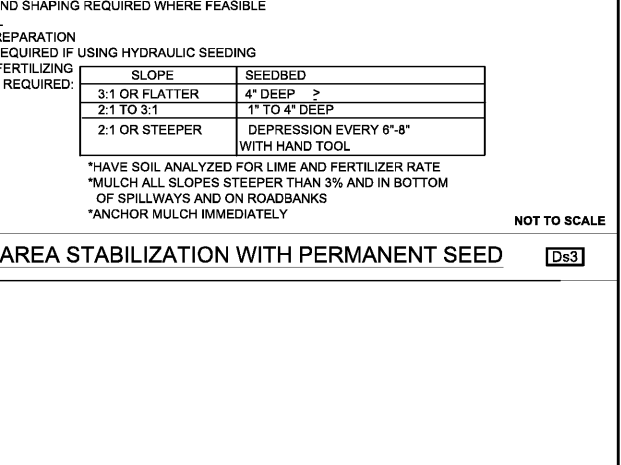 ND SHAPING REQUIRED WHERE FEASIBLE
REPARATION
EQUIRED IF USING HYDRAULIC SEEDING
FERTILIZING
REQUIRED:
SLOPE SEEDBED
3:1 OR FLATTER 4" DEEP ≥
2:1 TO 3:1 1" TO 4" DEEP
2:1 OR STEEPER DEPRESSION EVERY 6"-8"
WITH HAND TOOL
*HAVE SOIL ANALYZED FOR LIME AND FERTILIZER RATE
*MULCH ALL SLOPES STEEPER THAN 3% AND IN BOTTOM
OF SPILLWAYS AND ON ROADBANKS
*ANCHOR MULCH IMMEDIATELY
NOT TO SCALE
AREA STABILIZATION WITH PERMANENT SEED Ds3